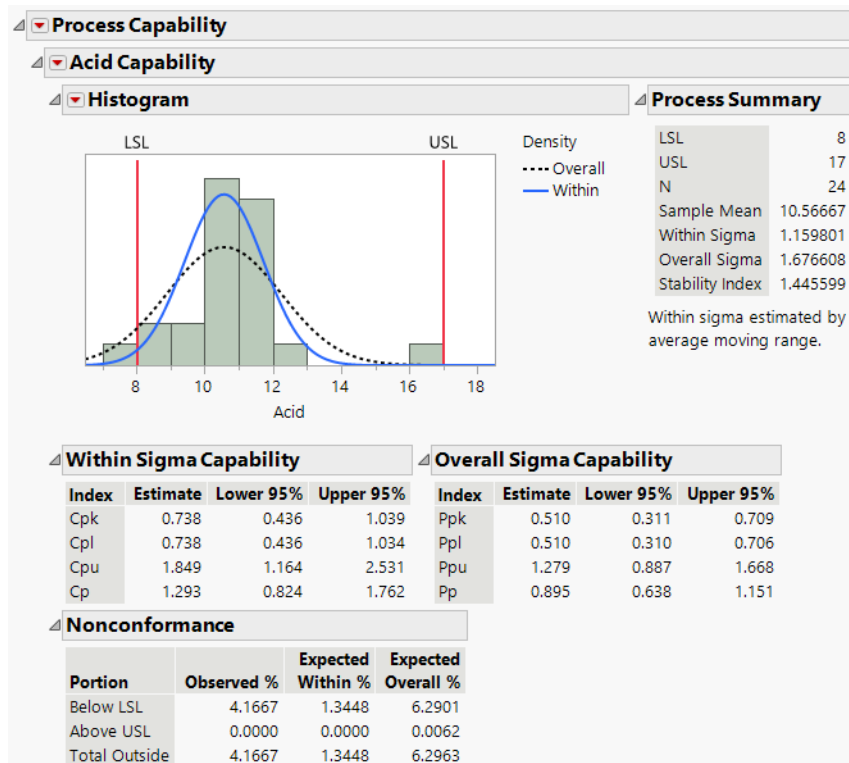 Process Capability
Acid Capability
Histogram
LSL USL
8 10 12 14 16 18
Acid
Density
Overall
Within
Process Summary
LSL 8
USL 17
N 24
Sample Mean 10.56667
Within Sigma 1.159801
Overall Sigma 1.676608
Stability Index 1.445599
Within sigma estimated by
average moving range.
Within Sigma Capability
Index Estimate Lower 95% Upper 95%
Cpk 0.738 0.436 1.039
Cpl 0.738 0.436 1.034
Cpu 1.849 1.164 2.531
Cp 1.293 0.824 1.762
Overall Sigma Capability
Index Estimate Lower 95% Upper 95%
Ppk 0.510 0.311 0.709
Ppl 0.510 0.310 0.706
Ppu 1.279 0.887 1.668
Pp 0.895 0.638 1.151
Nonconformance
Expected Expected
Portion Observed % Within % Overall %
Below LSL 4.1667 1.3448 6.2901
Above USL 0.0000 0.0000 0.0062
Total Outside 4.1667 1.3448 6.2963